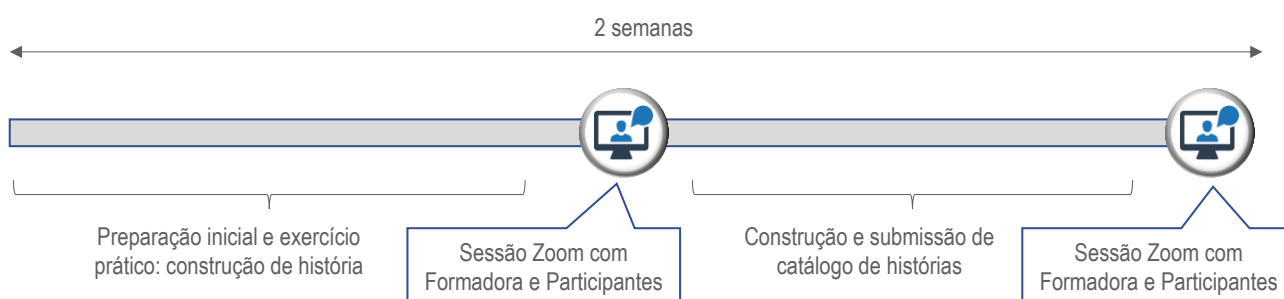 2 semanas
Preparação inicial e exercício
prático: construção de história
Sessão Zoom com
Formadora e Participantes
Construção e submissão de
catálogo de histórias
Sessão Zoom com
Formadora e Participantes